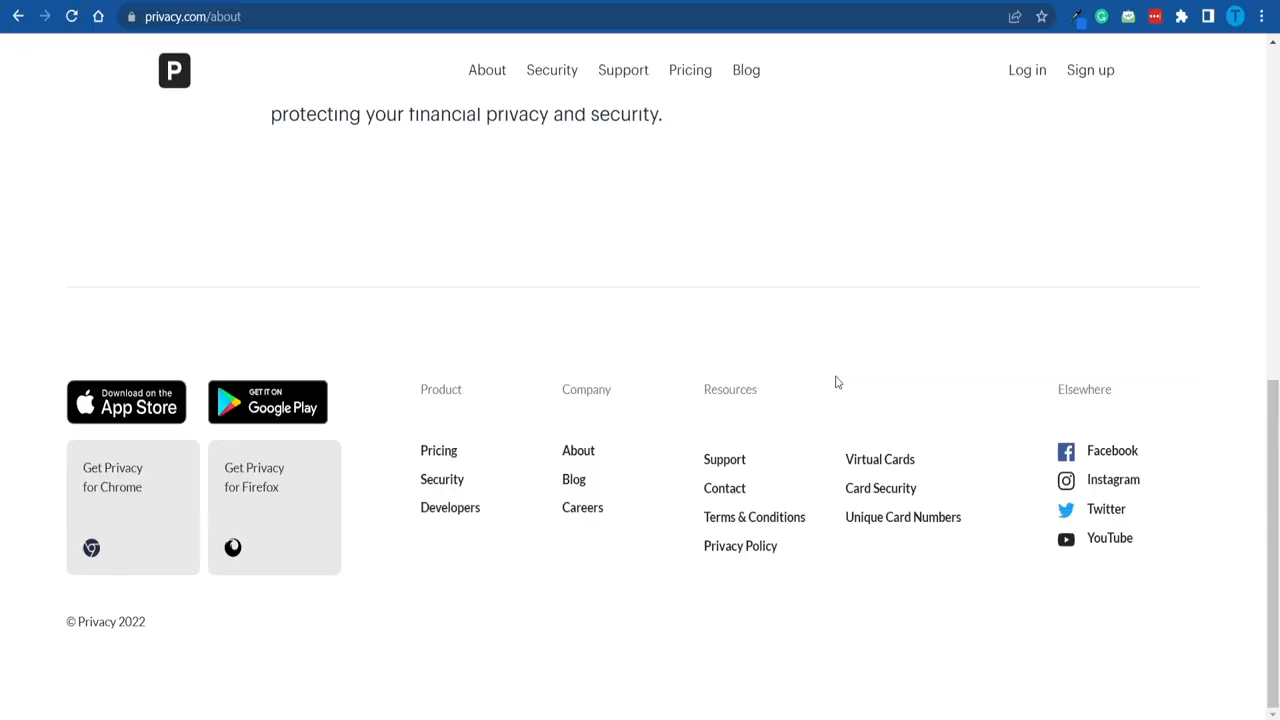 privacy.com/about
P
About Security Support Pricing Blog
Log in Sign up
protecting your financial privacy and security.
Download on the
App Store
GET IT ON
Google Play
Get Privacy
for Chrome
Get Privacy
for Firefox
Product
Pricing
Security
Developers
Company
About
Blog
Careers
Resources
Support
Contact
Terms & Conditions
Privacy Policy
Virtual Cards
Card Security
Unique Card Numbers
Elsewhere
Facebook
Instagram
Twitter
YouTube
© Privacy 2022